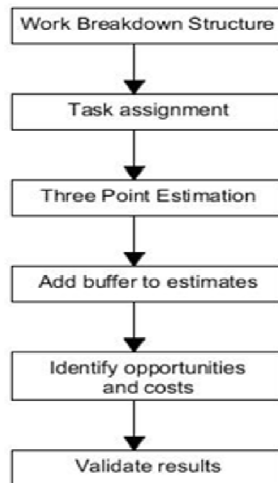 Work Breakdown Structure
Task assignment
Three Point Estimation
Add buffer to estimates
Identify opportunities
and costs
Validate results